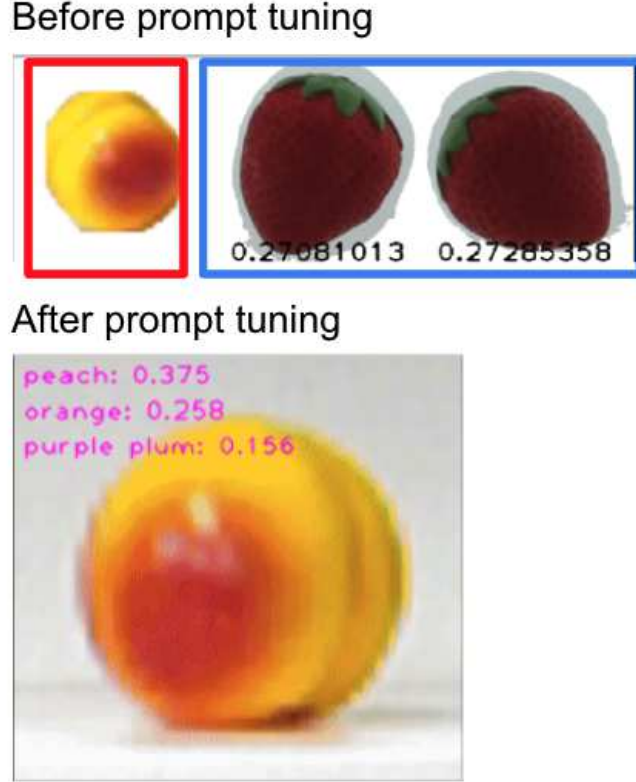 Before prompt tuning
0.27081013 0.27285358
After prompt tuning
peach: 0.375
orange: 0.258
purple plum: 0.156